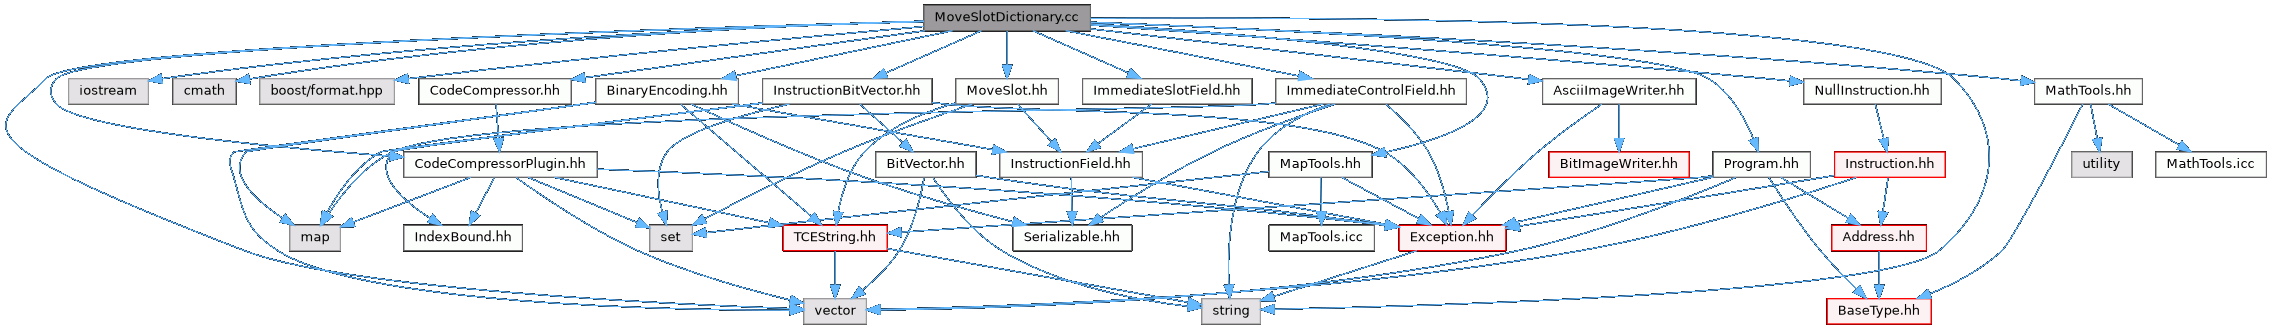 MoveSlotDictionary.cc
iostream
cmath
boost/format.hpp
CodeCompressor.hh
BinaryEncoding.hh
InstructionBitVector.hh
MoveSlot.hh
ImmediateSlotField.hh
ImmediateControlField.hh
AsciiImageWriter.hh
NullInstruction.hh
MathTools.hh
CodeCompressorPlugin.hh
BitVector.hh
InstructionField.hh
MapTools.hh
BitImageWriter.hh
Program.hh
Instruction.hh
utility
MathTools.icc
map
IndexBound.hh
set
TCEString.hh
Serializable.hh
MapTools.icc
Exception.hh
Address.hh
vector
string
BaseType.hh